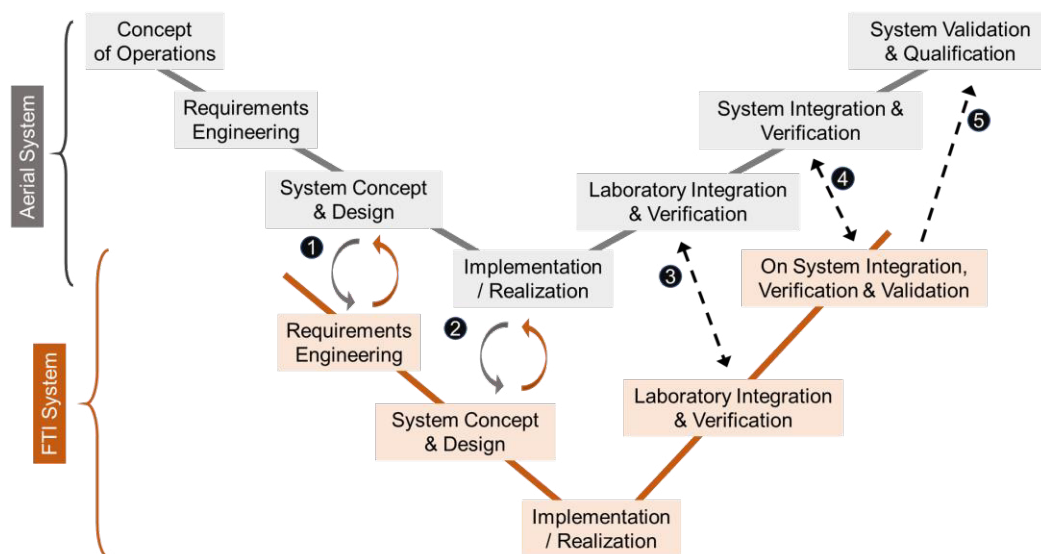 Concept
of Operations
System Validation
& Qualification
Requirements
Engineering
System Integration &
Verification
5
Aerial System
System Concept
& Design
Laboratory Integration
& Verification
4
1
Implementation
/ Realization
3
On System Integration,
Verification & Validation
Requirements
Engineering
2
FTI System
System Concept
& Design
Laboratory Integration
& Verification
Implementation
/ Realization